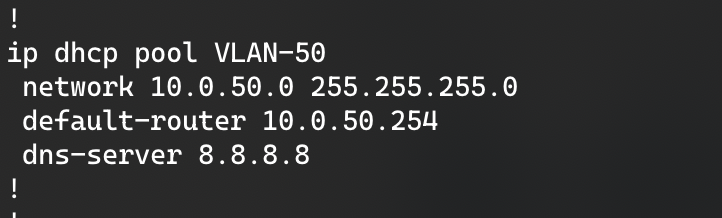 !
ip dhcp pool VLAN-50
 network 10.0.50.0 255.255.255.0
 default-router 10.0.50.254
 dns-server 8.8.8.8
!